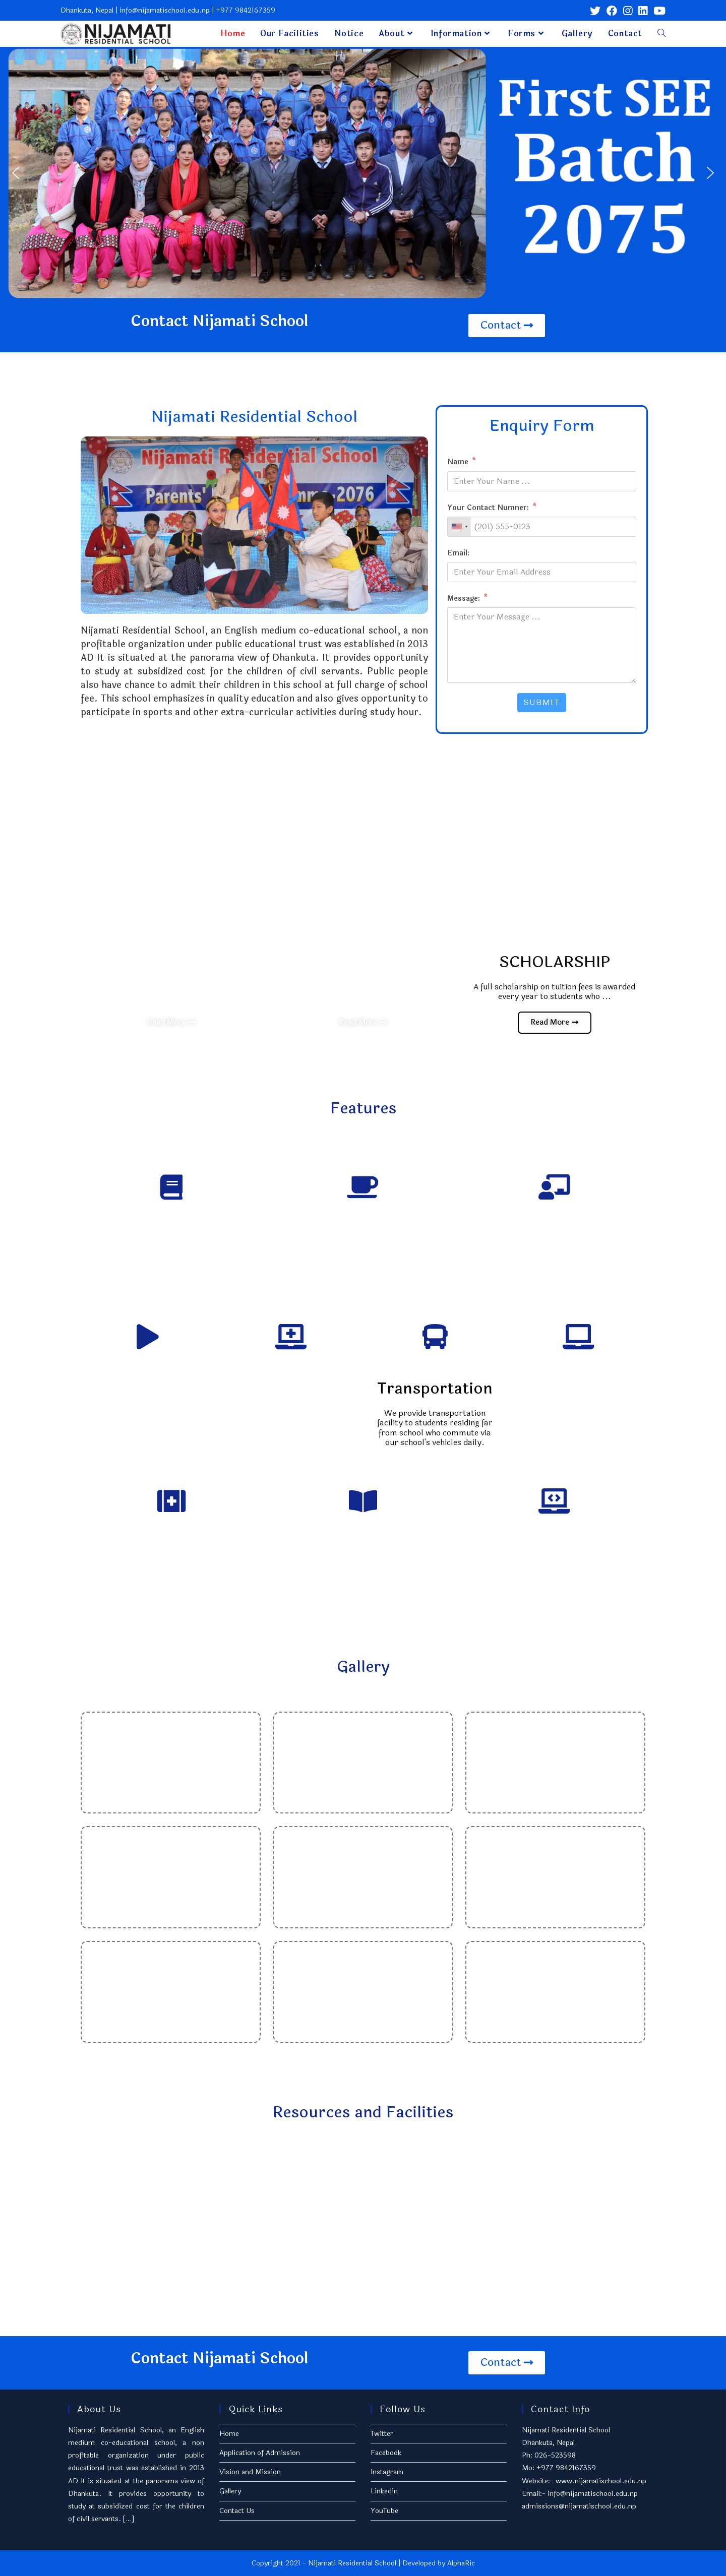 Dhankuta, Nepal | info@nijamatischool.edu.np | +977 9842167359
NIJAMATI
RESIDENTIAL SCHOOL
Home Our Facilities Notice About Information Forms Gallery Contact
First SEE
Batch
2075
Contact Nijamati School
Contact
Nijamati Residential School
Nijamati Residential School
Parents'
2076
Nijamati Residential School, an English medium co-educational school, a non
profitable organization under public educational trust was established in 2013
AD It is situated at the panorama view of Dhankuta. It provides opportunity
to study at subsidized cost for the children of civil servants. Public people
also have chance to admit their children in this school at full charge of school
fee. This school emphasizes in quality education and also gives opportunity to
participate in sports and other extra-curricular activities during study hour.
Enquiry Form
Name *
Enter Your Name ...
Your Contact Numner: *
(201) 555-0123
Email:
Enter Your Email Address
Message: *
Enter Your Message ...
SUBMIT
SCHOLARSHIP
A full scholarship on tuition fees is awarded
every year to students who ...
Read More
Read More
Read More
Features
Transportation
We provide transportation
facility to students residing far
from school who commute via
our school's vehicles daily.
Gallery
Resources and Facilities
Contact Nijamati School
Contact
About Us
Nijamati Residential School, an English
medium co-educational school, a non
profitable organization under public
educational trust was established in 2013
AD It is situated at the panorama view of
Dhankuta. It provides opportunity to
study at subsidized cost for the children
of civil servants. [...]
Quick Links
Home
Application of Admission
Vision and Mission
Gallery
Contact Us
Follow Us
Twitter
Facebook
Instagram
Linkedin
YouTube
Contact Info
Nijamati Residential School
Dhankuta, Nepal
Ph: 026-523598
Mo: +977 9842167359
Website:- www.nijamatischool.edu.np
Email:- info@nijamatischool.edu.np
admissions@nijamatischool.edu.np
Copyright 2021 - Nijamati Residential School | Developed by AlphaRic